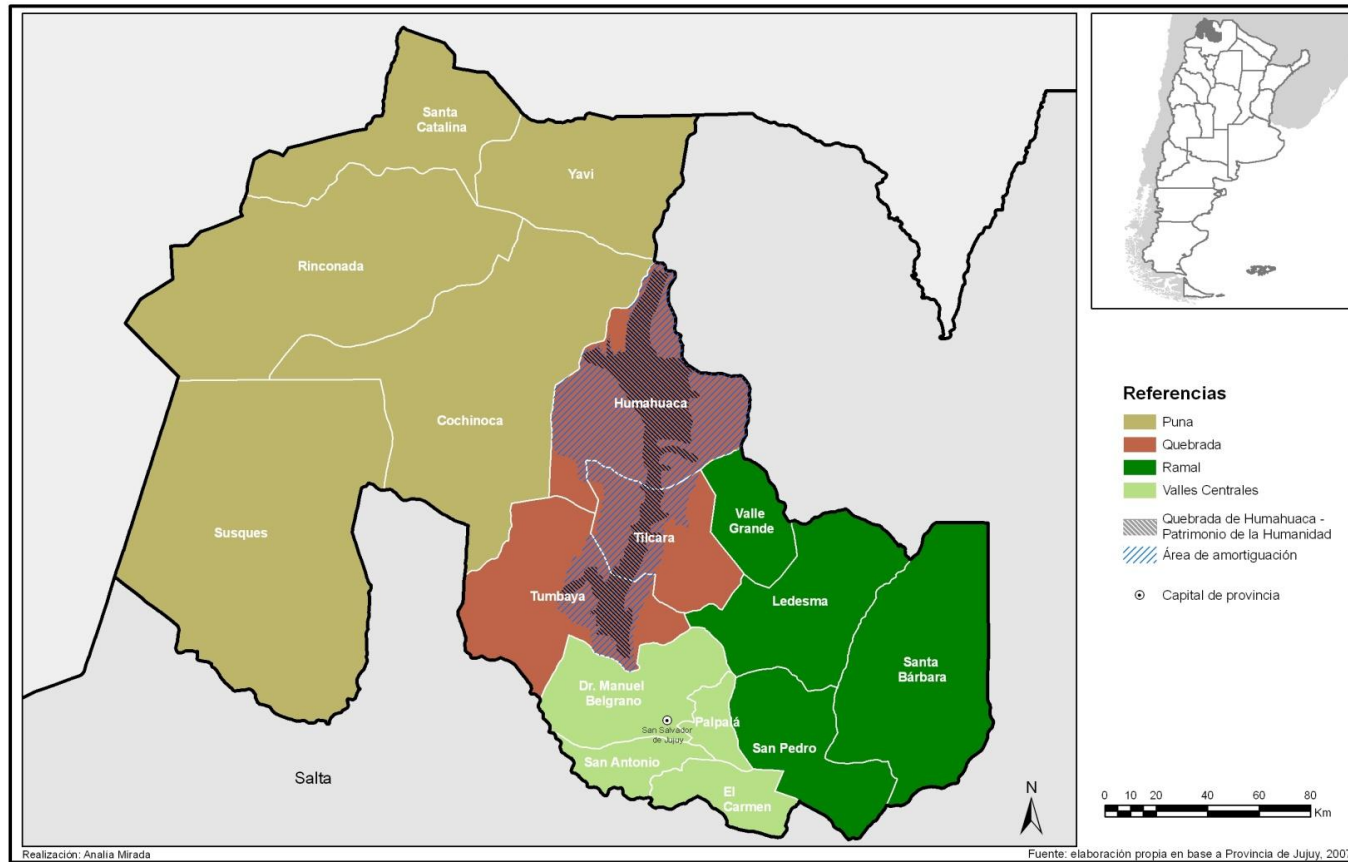 Santa
Catalina
Yavi
Rinconada
Cochinoca
Humahuaca
Susques
Valle
Grande
Tilcara
Tumbaya
Ledesma
Santa
Bárbara
Dr. Manuel
Belgrano
Palpalá
San Salvador
de Jujuy
San Pedro
San Antonio
El
Carmen
Salta
N
Referencias
Puna
Quebrada
Ramal
Valles Centrales
Quebrada de Humahuaca -
Patrimonio de la Humanidad
Área de amortiguación
Capital de provincia
0 10 20 40 60 80
Km
Realización: Analía Mirada
Fuente: elaboración propia en base a Provincia de Jujuy, 2007